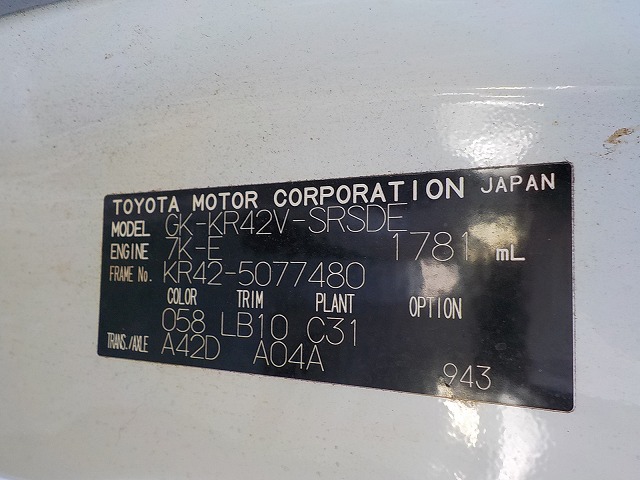 TOYOTA MOTOR CORPORATION JAPAN
MODEL GK-KR42V-SRSDE
ENGINE 7K-E 1781 mL
FRAME No. KR42-5077480
COLOR TRIM PLANT OPTION
058 LB10 C31
TRANS./AXLE A42D A04A
943